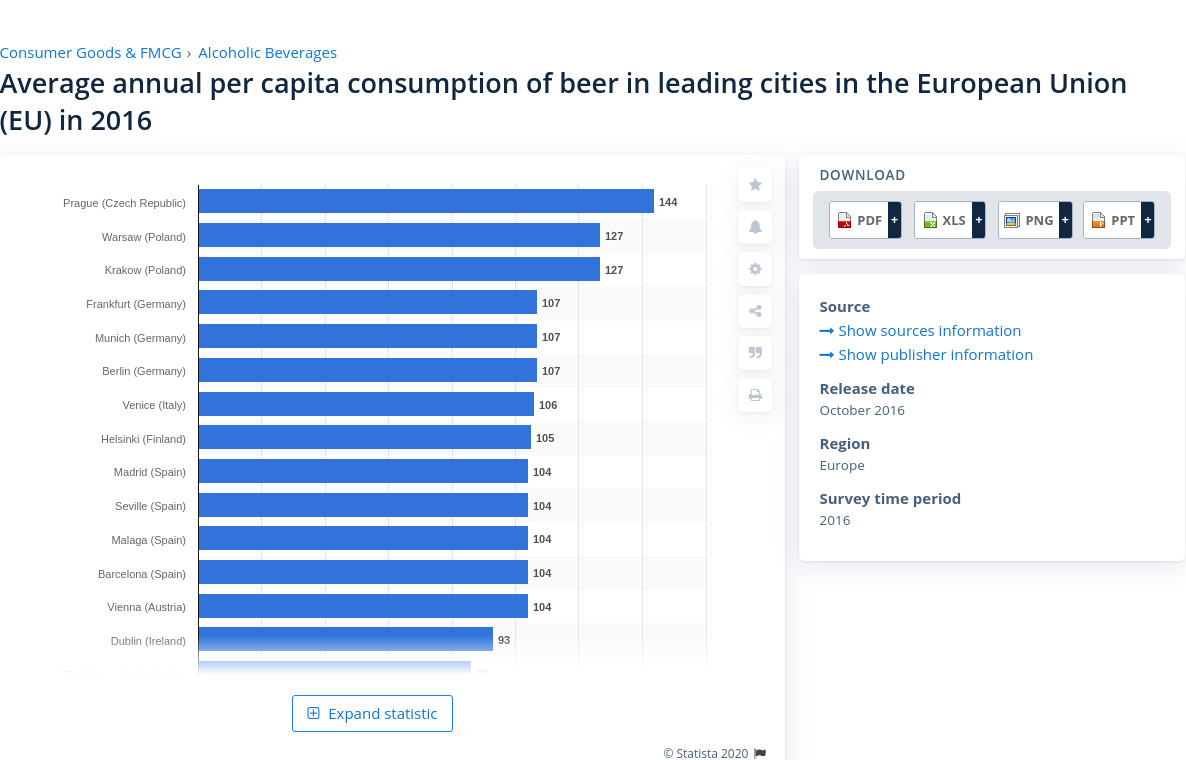 Consumer Goods & FMCG › Alcoholic Beverages
Average annual per capita consumption of beer in leading cities in the European Union
(EU) in 2016
Prague (Czech Republic) 144
Warsaw (Poland) 127
Krakow (Poland) 127
Frankfurt (Germany) 107
Munich (Germany) 107
Berlin (Germany) 107
Venice (Italy) 106
Helsinki (Finland) 105
Madrid (Spain) 104
Seville (Spain) 104
Malaga (Spain) 104
Barcelona (Spain) 104
Vienna (Austria) 104
Dublin (Ireland) 93
Expand statistic
© Statista 2020
DOWNLOAD
PDF + XLS + PNG + PPT +
Source
Show sources information
Show publisher information
Release date
October 2016
Region
Europe
Survey time period
2016